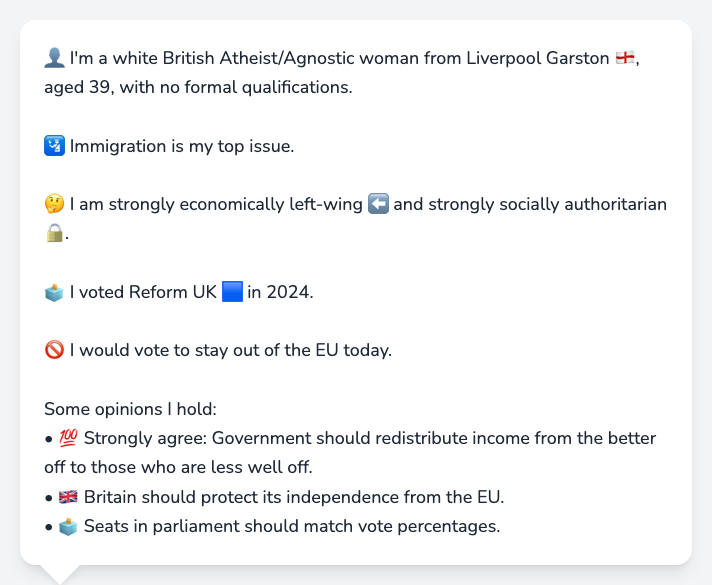 👤 I'm a white British Atheist/Agnostic woman from Liverpool Garston 🏴󠁧󠁢󠁥󠁮󠁧󠁿,
aged 39, with no formal qualifications.
🛂 Immigration is my top issue.
🤔 I am strongly economically left-wing ⬅️ and strongly socially authoritarian
🔒.
🗳️ I voted Reform UK 🟦 in 2024.
🚫 I would vote to stay out of the EU today.
Some opinions I hold:
• 💯 Strongly agree: Government should redistribute income from the better
off to those who are less well off.
• 🇬🇧 Britain should protect its independence from the EU.
• 🗳️ Seats in parliament should match vote percentages.